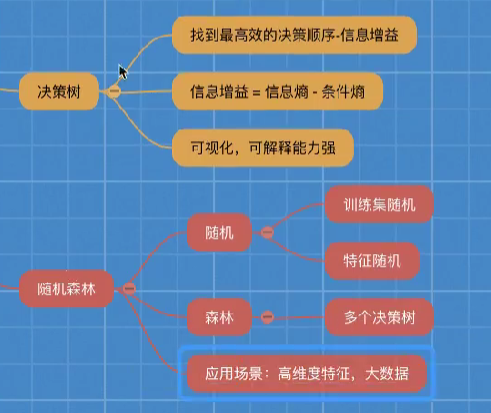 找到最高效的决策顺序-信息增益
决策树
信息增益 = 信息熵 - 条件熵
可视化，可解释能力强
训练集随机
随机
特征随机
随机森林
森林
多个决策树
应用场景：高维度特征，大数据